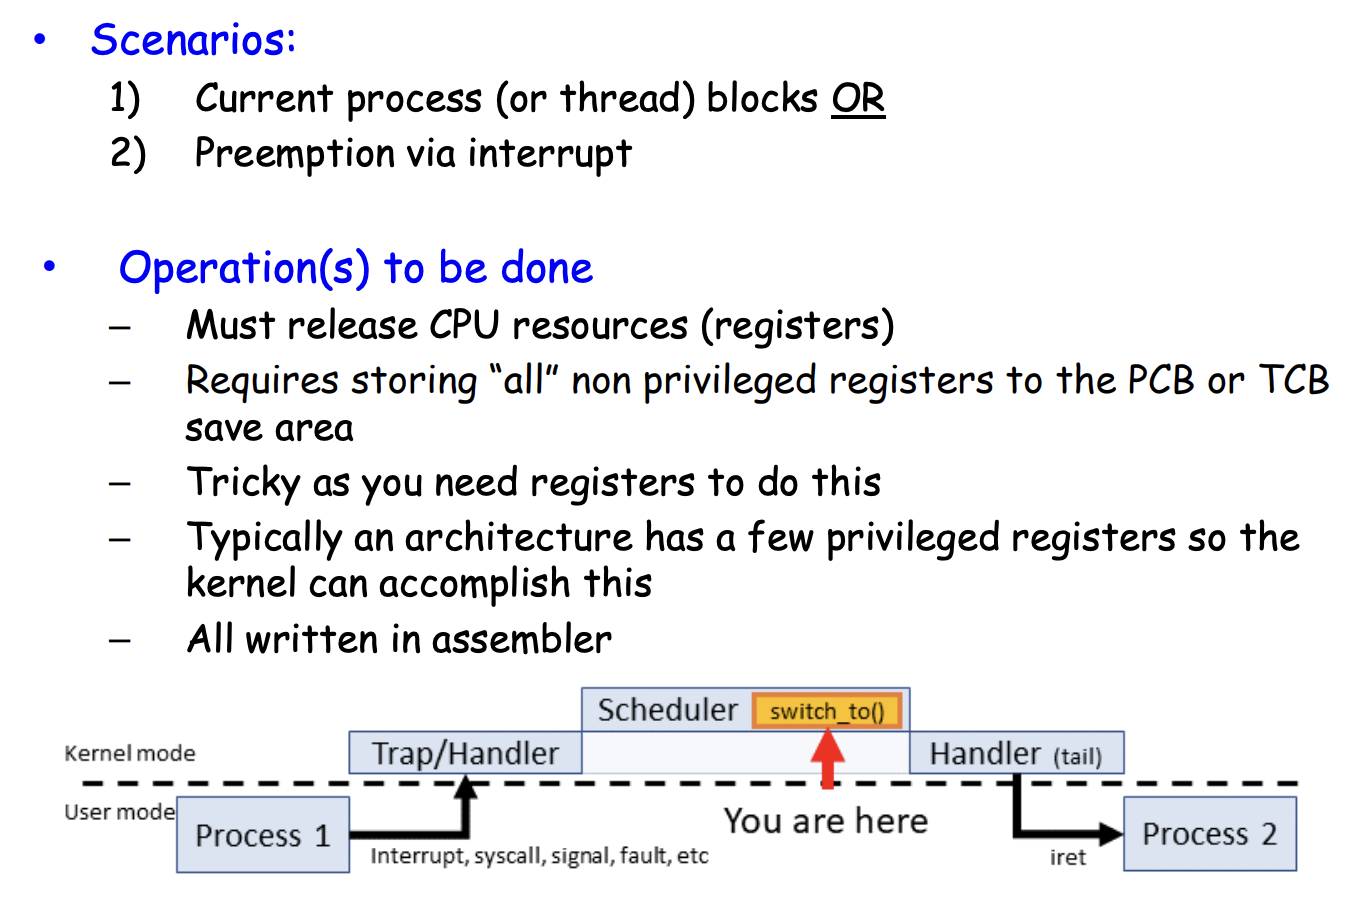 • Scenarios:
1) Current process (or thread) blocks OR
2) Preemption via interrupt
• Operation(s) to be done
– Must release CPU resources (registers)
– Requires storing “all” non privileged registers to the PCB or TCB
save area
– Tricky as you need registers to do this
– Typically an architecture has a few privileged registers so the
kernel can accomplish this
– All written in assembler
Scheduler switch_to()
Kernel mode Trap/Handler Handler (tail)
User mode
Process 1 You are here Process 2
Interrupt, syscall, signal, fault, etc iret